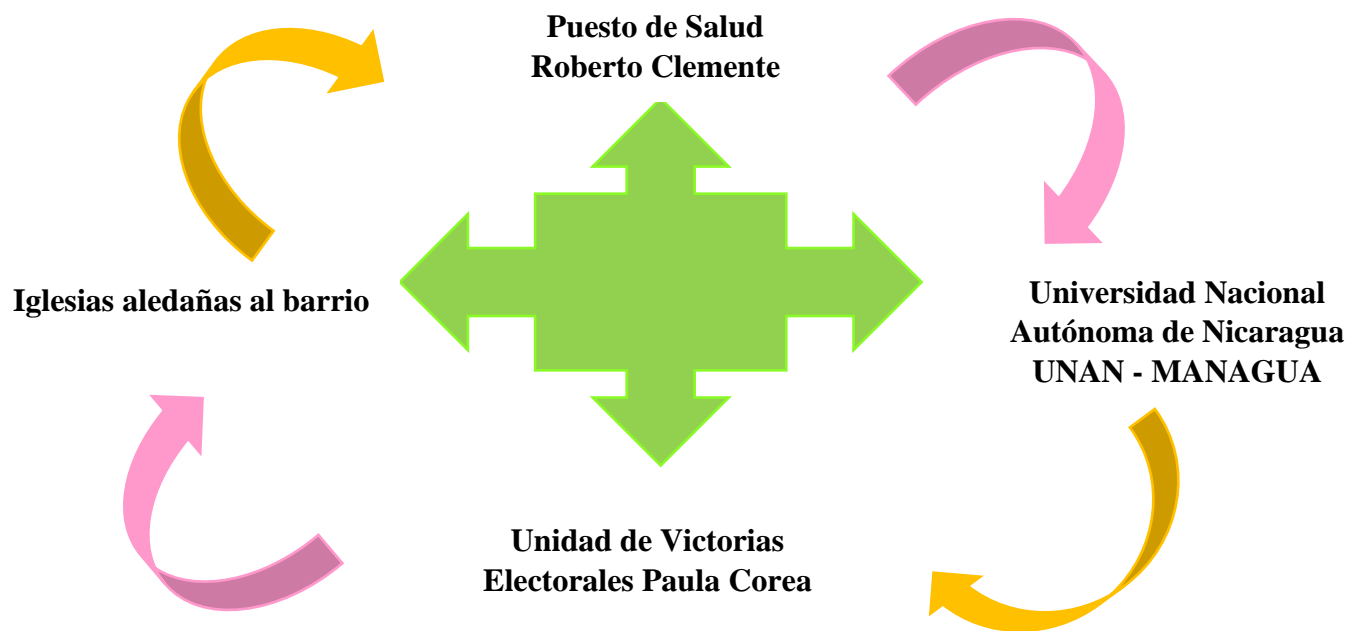 Puesto de Salud
Roberto Clemente
Iglesias aledañas al barrio
Universidad Nacional
Autónoma de Nicaragua
UNAN - MANAGUA
Unidad de Victorias
Electorales Paula Corea